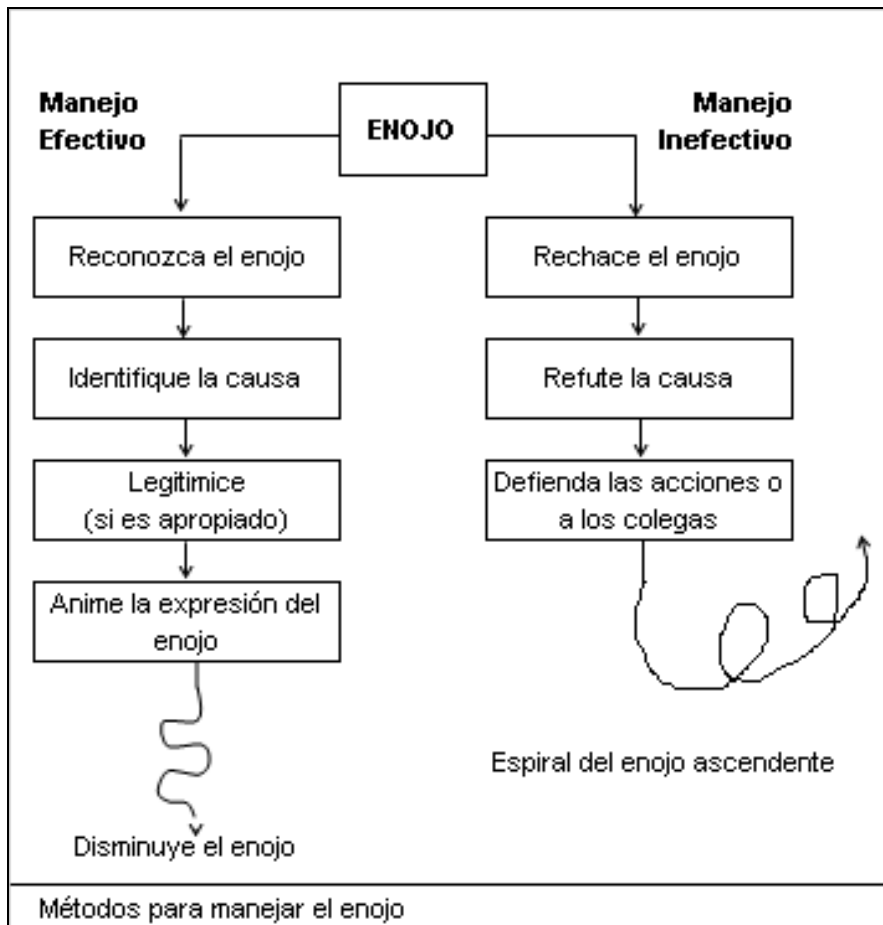 Manejo
Efectivo
ENOJO
Manejo
Inefectivo
Reconozca el enojo
Identifique la causa
Legitimice
(si es apropiado)
Anime la expresión del
enojo
Disminuye el enojo
Rechace el enojo
Refute la causa
Defienda las acciones o
a los colegas
Espiral del enojo ascendente
Métodos para manejar el enojo